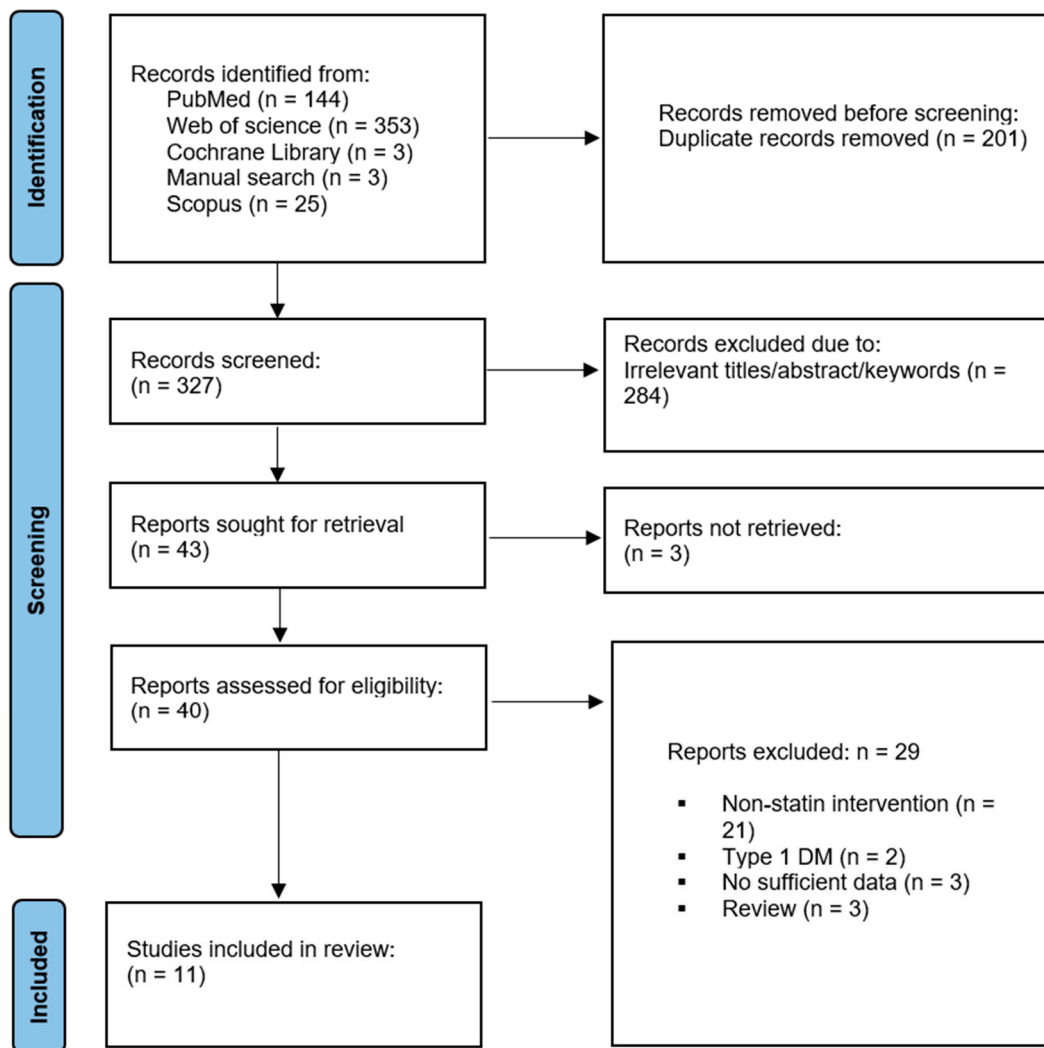 Identification
Records identified from:
PubMed (n = 144)
Web of science (n = 353)
Cochrane Library (n = 3)
Manual search (n = 3)
Scopus (n = 25)
Records removed before screening:
Duplicate records removed (n = 201)
Screening
Records screened:
(n = 327)
Records excluded due to:
Irrelevant titles/abstract/keywords (n =
284)
Reports sought for retrieval
(n = 43)
Reports not retrieved:
(n = 3)
Reports assessed for eligibility:
(n = 40)
Reports excluded: n = 29
▪ Non-statin intervention (n =
21)
▪ Type 1 DM (n = 2)
▪ No sufficient data (n = 3)
▪ Review (n = 3)
Included
Studies included in review:
(n = 11)